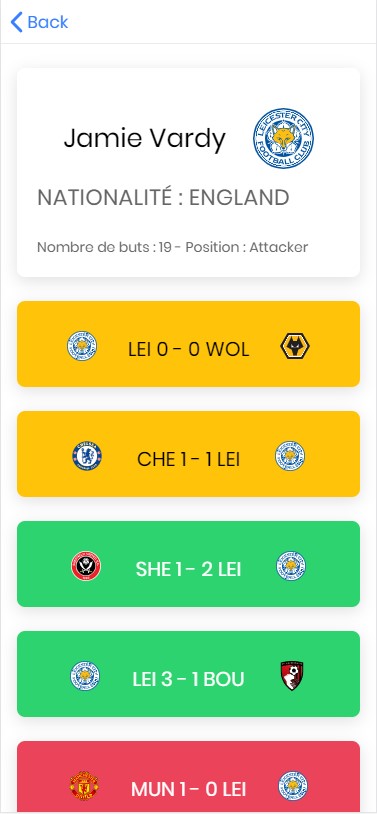 Back
Jamie Vardy
LEICESTER CITY
FOOTBALL CLUB
NATIONALITÉ : ENGLAND
Nombre de buts : 19 - Position : Attacker
LEI 0 - 0 WOL
CHE 1 - 1 LEI
SHE 1 - 2 LEI
LEI 3 - 1 BOU
MUN 1 - 0 LEI